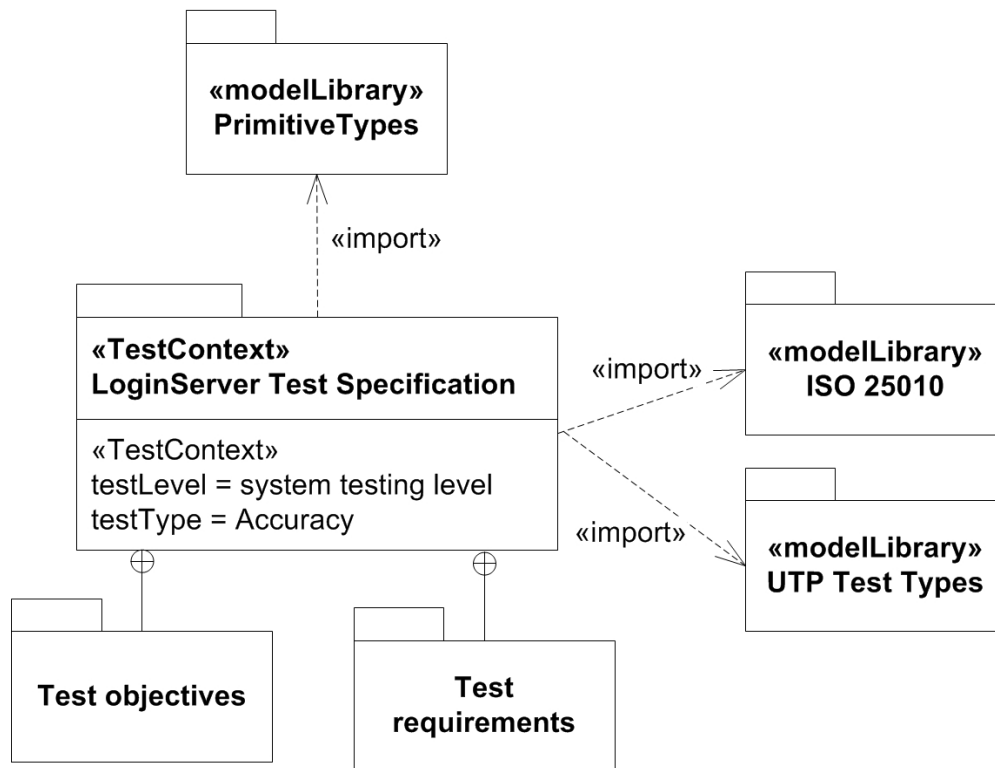 «modelLibrary»
PrimitiveTypes
«import»
«TestContext»
LoginServer Test Specification
«TestContext»
testLevel = system testing level
testType = Accuracy
«import»
«modelLibrary»
ISO 25010
«import»
«modelLibrary»
UTP Test Types
Test objectives
Test
requirements